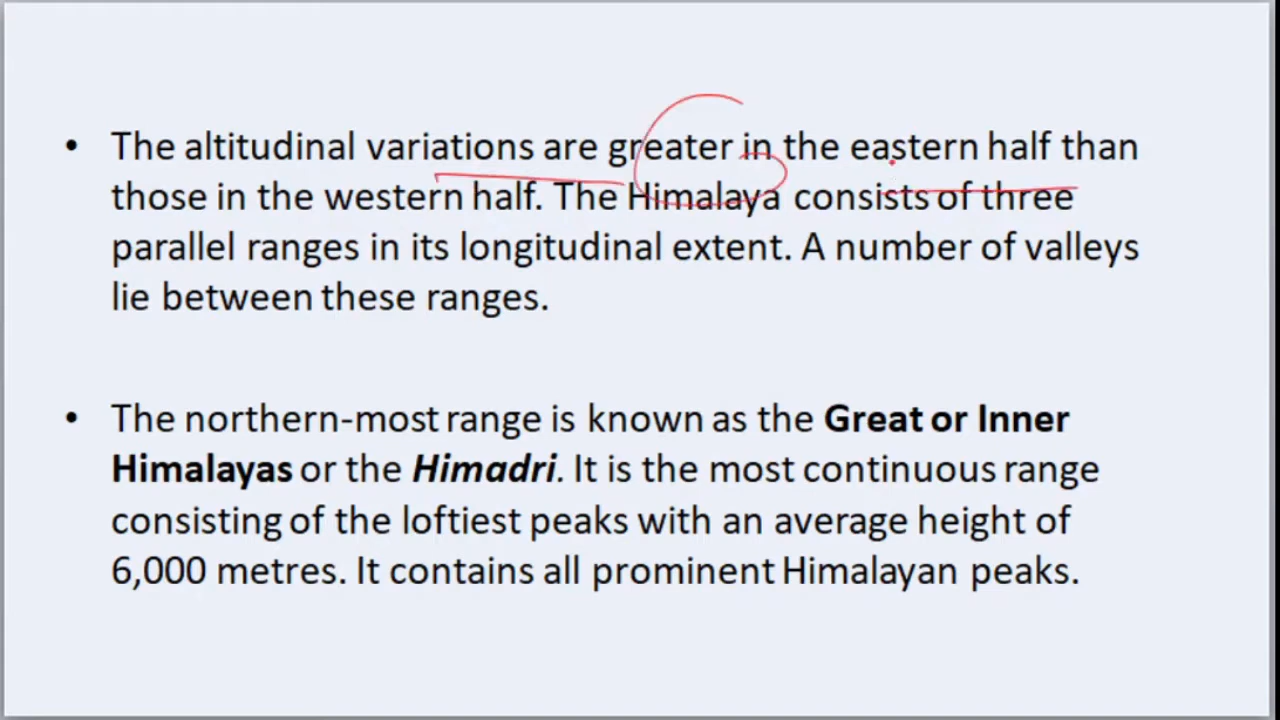 • The altitudinal variations are greater in the eastern half than
those in the western half. The Himalaya consists of three
parallel ranges in its longitudinal extent. A number of valleys
lie between these ranges.
• The northern-most range is known as the Great or Inner
Himalayas or the Himadri. It is the most continuous range
consisting of the loftiest peaks with an average height of
6,000 metres. It contains all prominent Himalayan peaks.